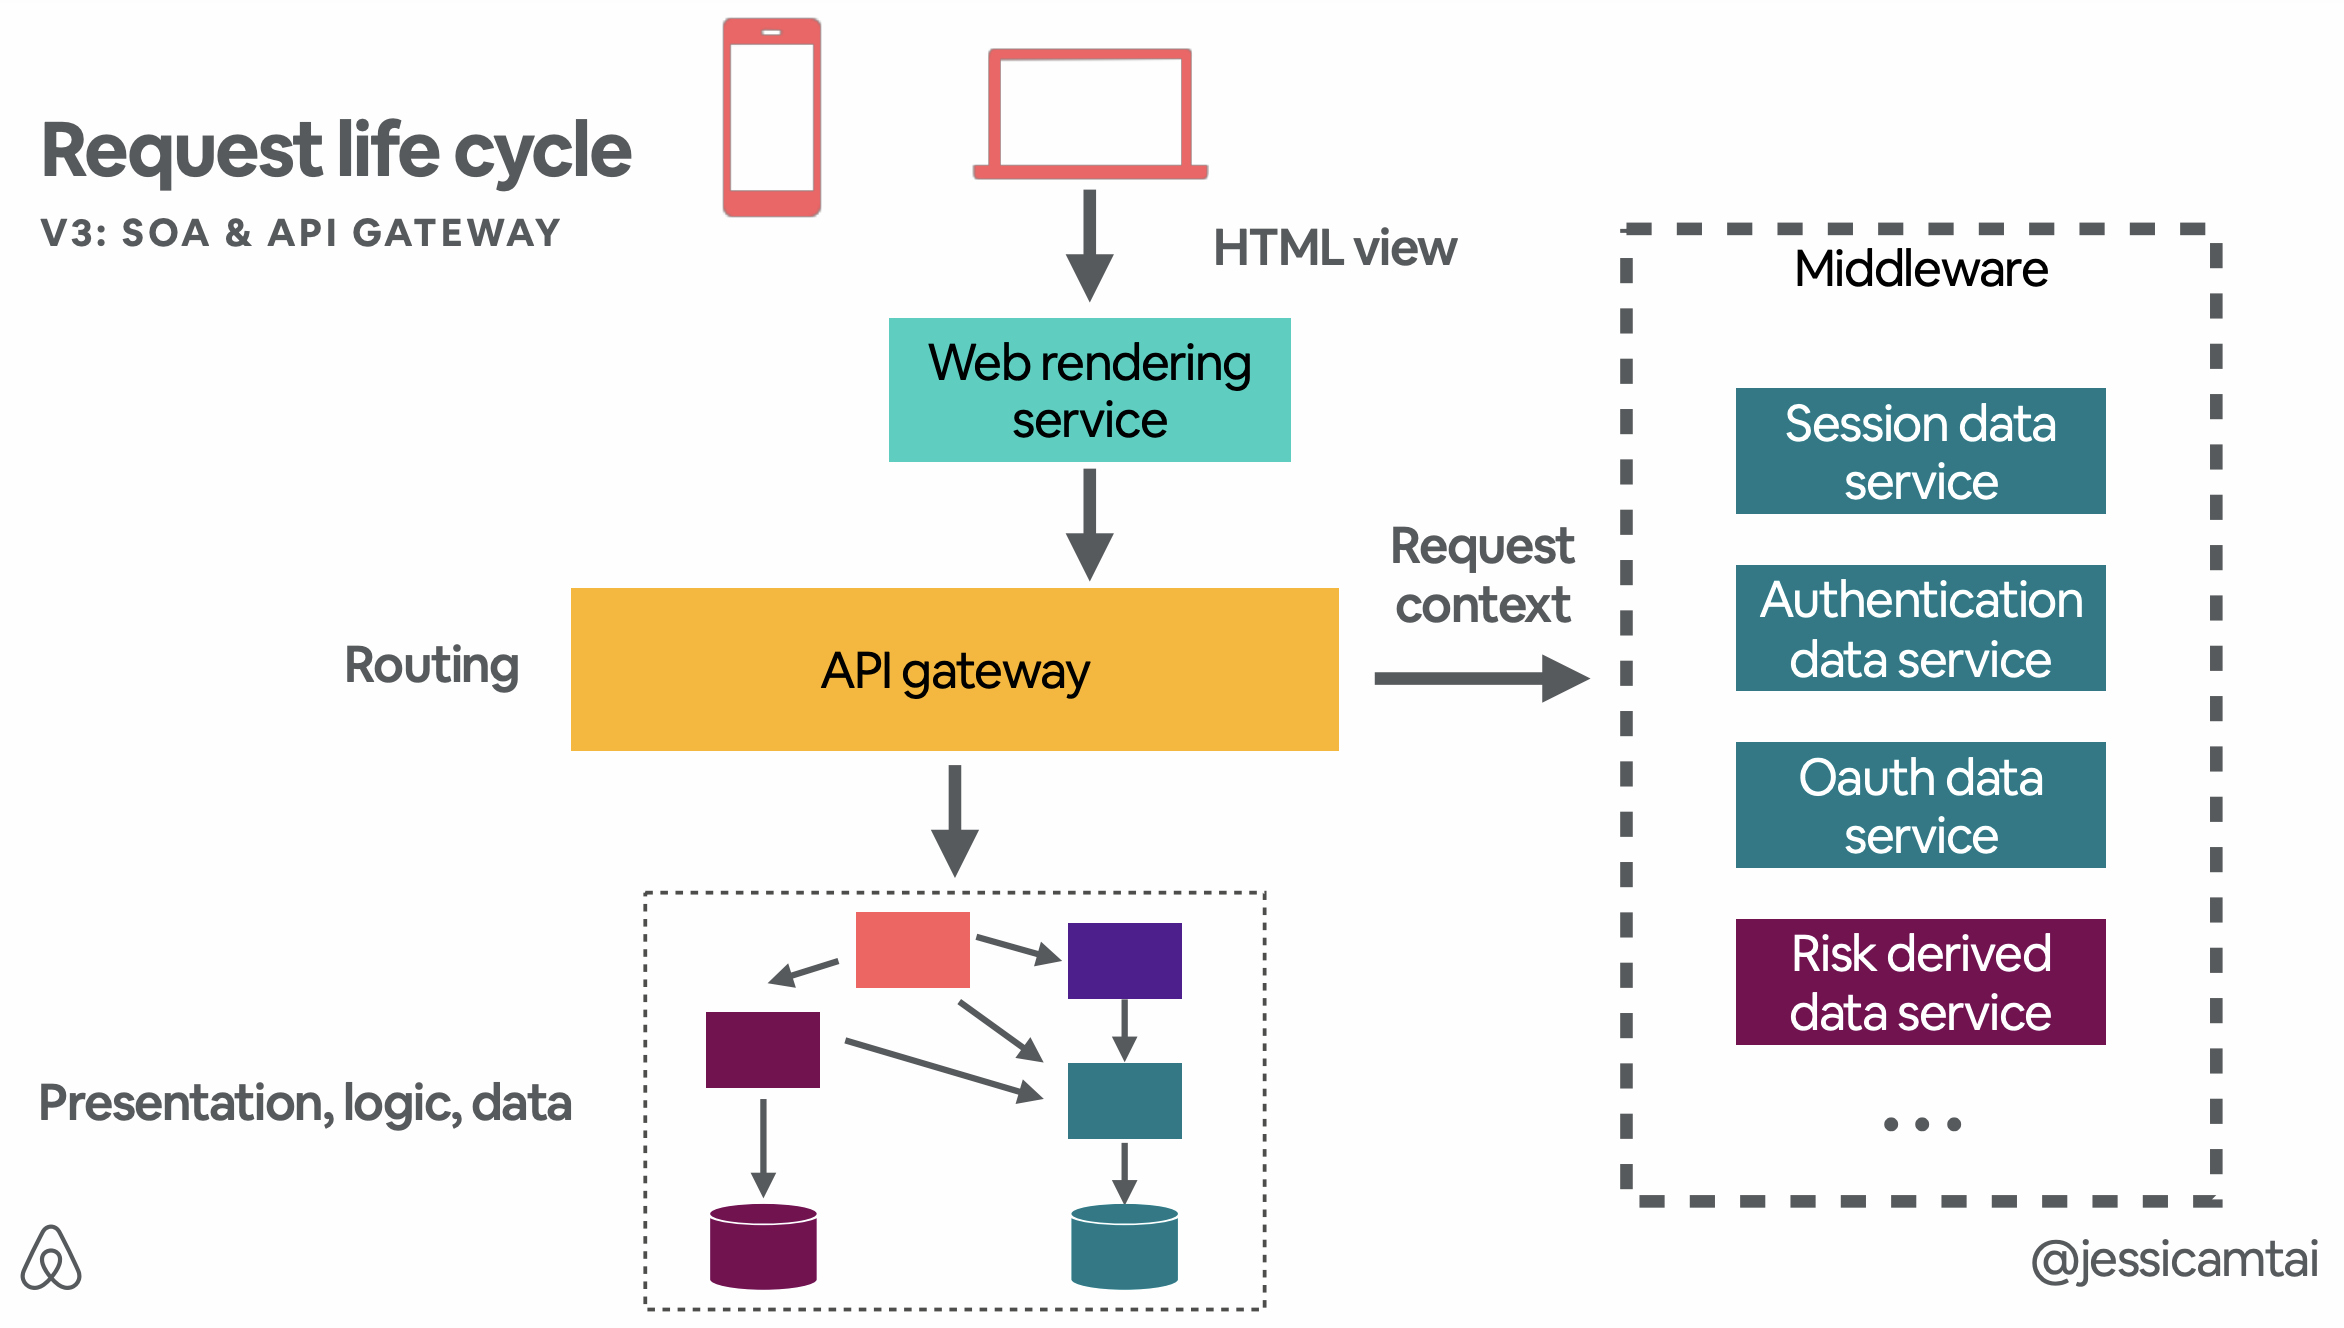 Request life cycle
V3: SOA & API GATEWAY
HTML view
Web rendering
service
Request
context
Routing
API gateway
Presentation, logic, data
Middleware
Session data
service
Authentication
data service
Oauth data
service
Risk derived
data service
...
@jessicamtai